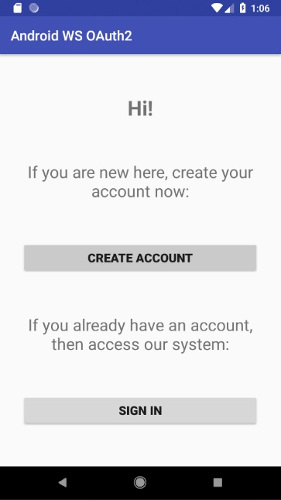 1:06
Android WS OAuth2
Hi!
If you are new here, create your
account now:
CREATE ACCOUNT
If you already have an account,
then access our system:
SIGN IN